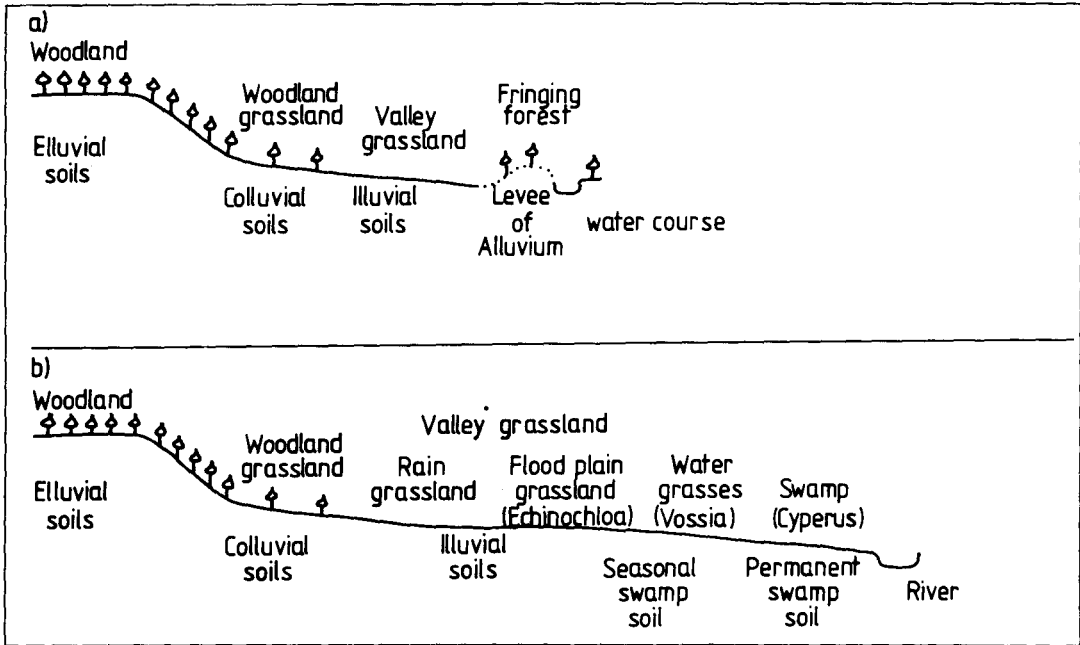 a)
Woodland
Woodland
grassland
Valley
grassland
Fringing
forest
Elluvial
soils
Colluvial
soils
Illuvial
soils
Levee
of
Alluvium
water course
b)
Woodland
Valley grassland
Woodland
grassland
Rain
grassland
Flood plain
grassland
(Echinochloa)
Water
grasses
(Vossia)
Swamp
(Cyperus)
Elluvial
soils
Colluvial
soils
Illuvial
soils
Seasonal
swamp
soil
Permanent
swamp
soil
River